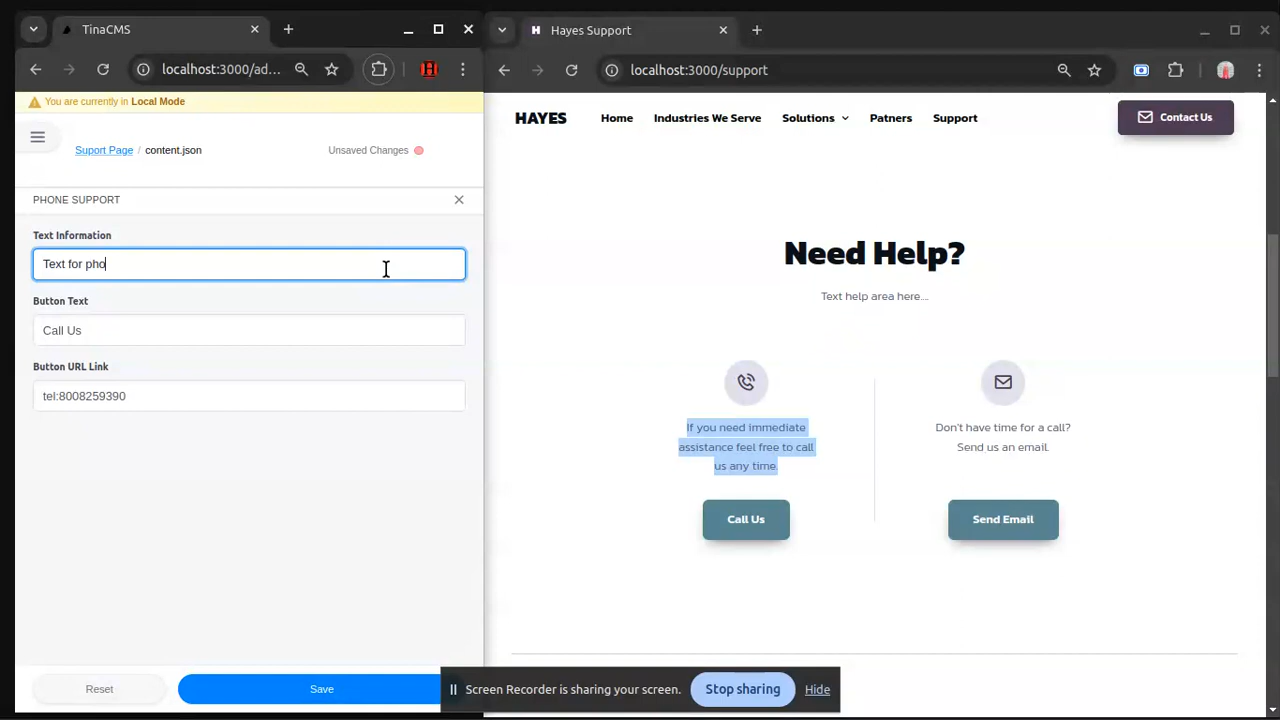 TinaCMS
localhost:3000/ad...
You are currently in Local Mode
Suport Page / content.json
Unsaved Changes
PHONE SUPPORT
Text Information
Text for pho
Button Text
Call Us
Button URL Link
tel:8008259390
Reset
Save
Hayes Support
localhost:3000/support
HAYES
Home
Industries We Serve
Solutions
Patners
Support
Contact Us
Need Help?
Text help area here....
If you need immediate
assistance feel free to call
us any time.
Call Us
Don't have time for a call?
Send us an email.
Send Email
Screen Recorder is sharing your screen.
Stop sharing
Hide